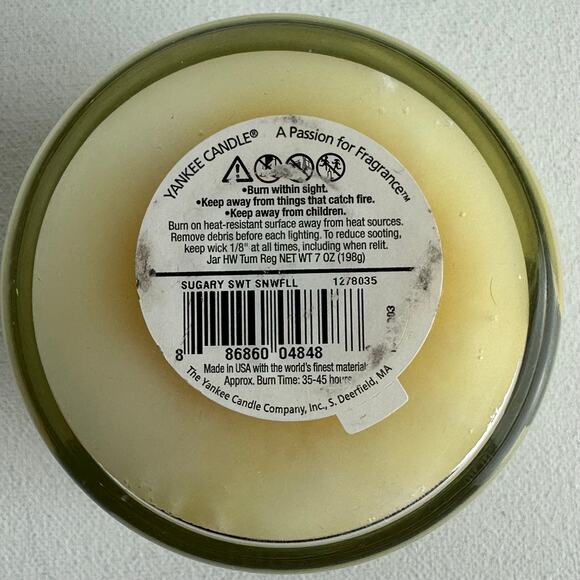 YANKEE CANDLE® A Passion for Fragrance™
•Burn within sight.
•Keep away from things that catch fire.
•Keep away from children.
Burn on heat-resistant surface away from heat sources.
Remove debris before each lighting. To reduce sooting,
keep wick 1/8" at all times, including when relit.
Jar HW Tum Reg NET WT 7 OZ (198g)
SUGARY SWT SNWFLL 1278035
8 86860 04848
Made in USA with the world's finest
Approx. Burn Time: 35-45 hours
The Yankee Candle Company, Inc., S. Deerfield, MA